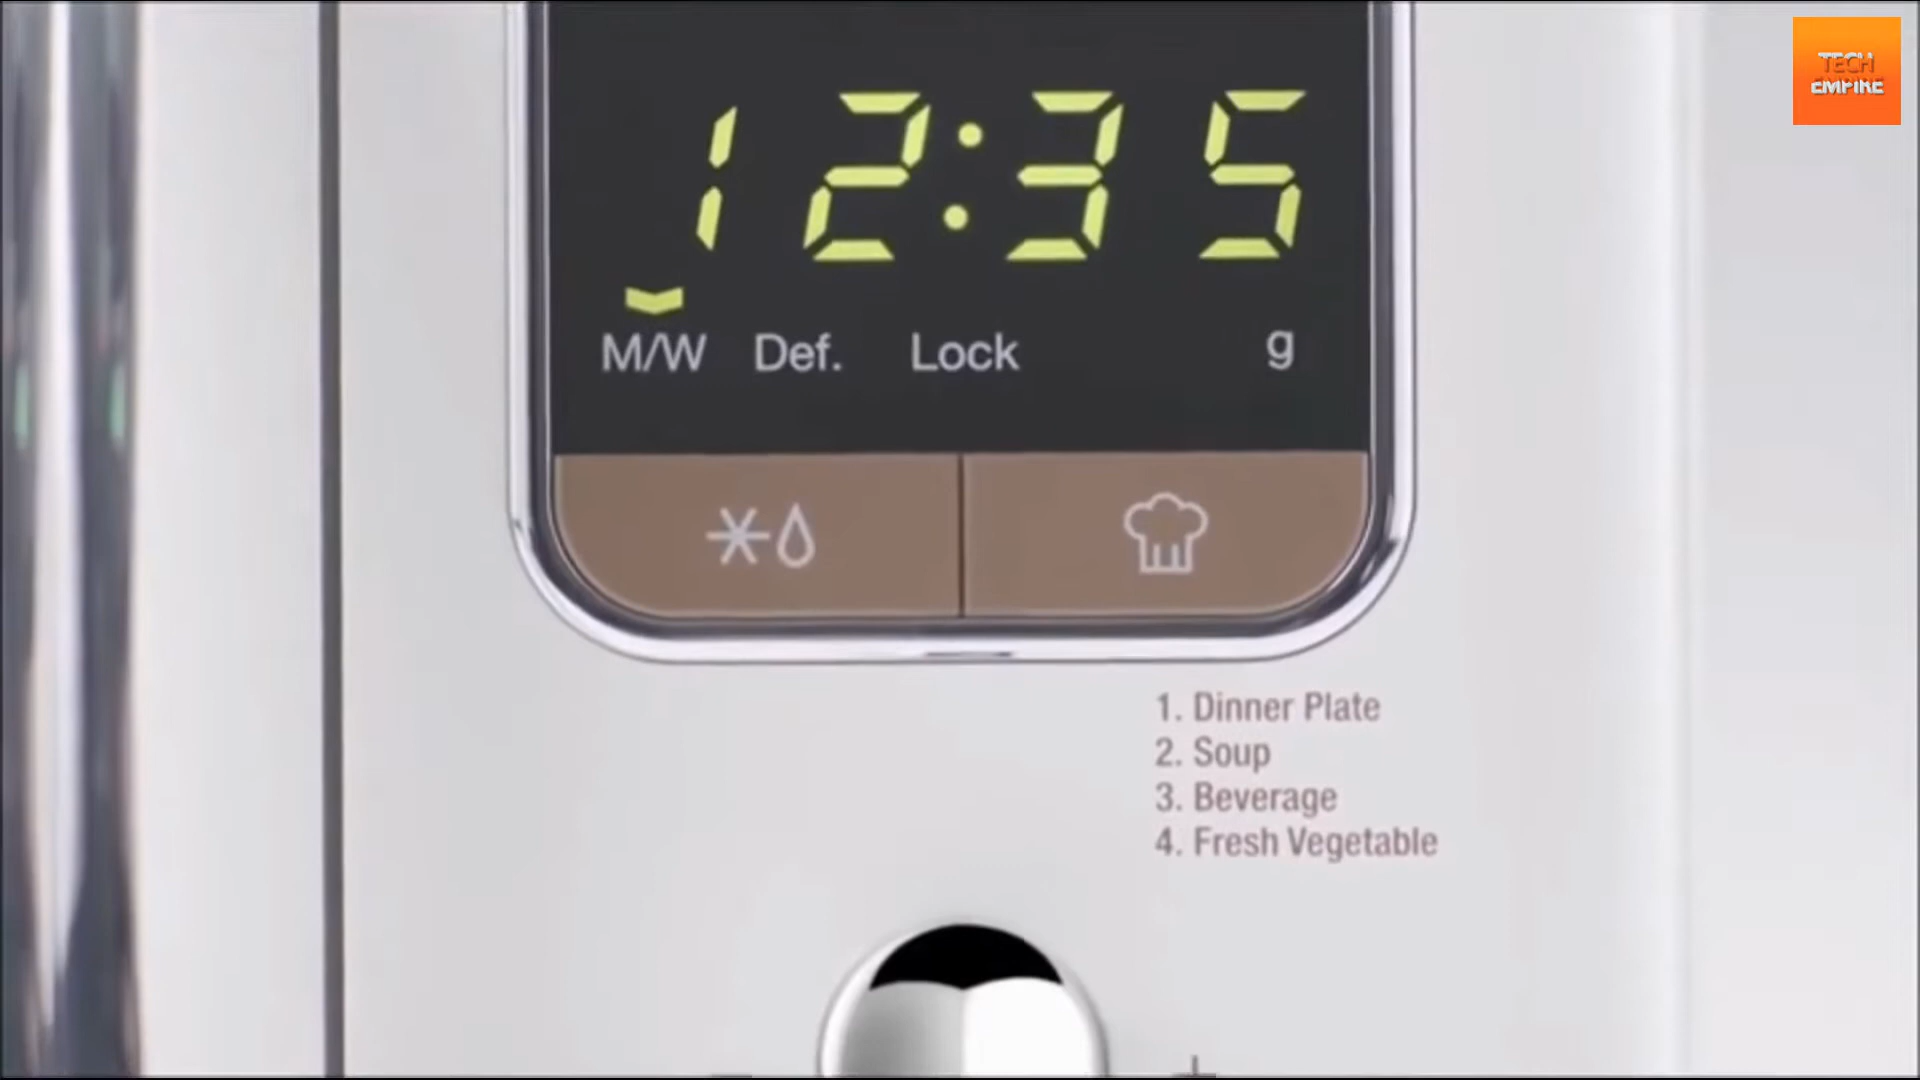 TECH
EMPIRE
12:35
M/W Def. Lock g
1. Dinner Plate
2. Soup
3. Beverage
4. Fresh Vegetable
+